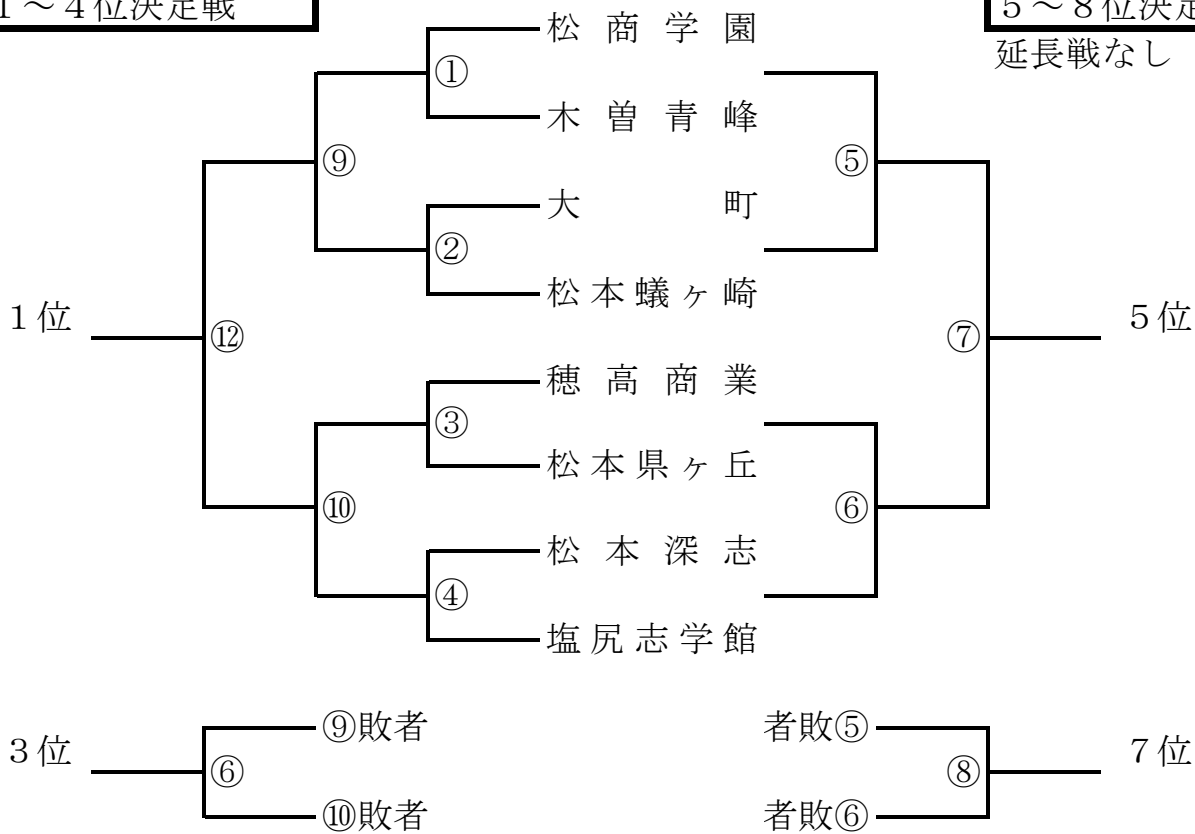 1～4位決定戦
5～8位決定
延長戦なし
松商学園
①
木曽青峰
⑨
⑤
大町
②
松本蟻ヶ崎
1位
⑫
⑦
5位
穂高商業
③
松本県ヶ丘
⑩
⑥
松本深志
④
塩尻志学館
⑨敗者
者敗⑤
3位
⑥
⑧
7位
⑩敗者
者敗⑥